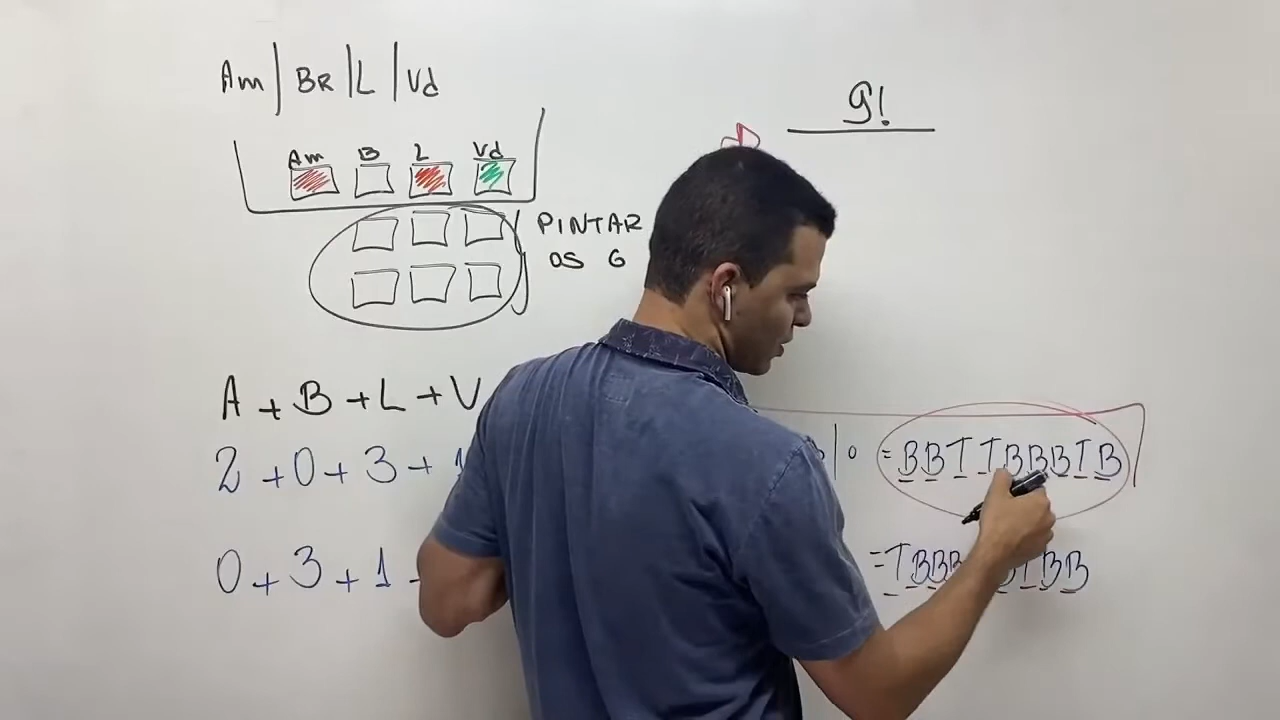 Am | BR | L | Vd
9!
Am B L Vd
PINTAR
OS 6
A + B + L + V
2 + 0 + 3 + 1
| 0 = BBTTBBBTB
0 + 3 + 1
= TBBB
BB